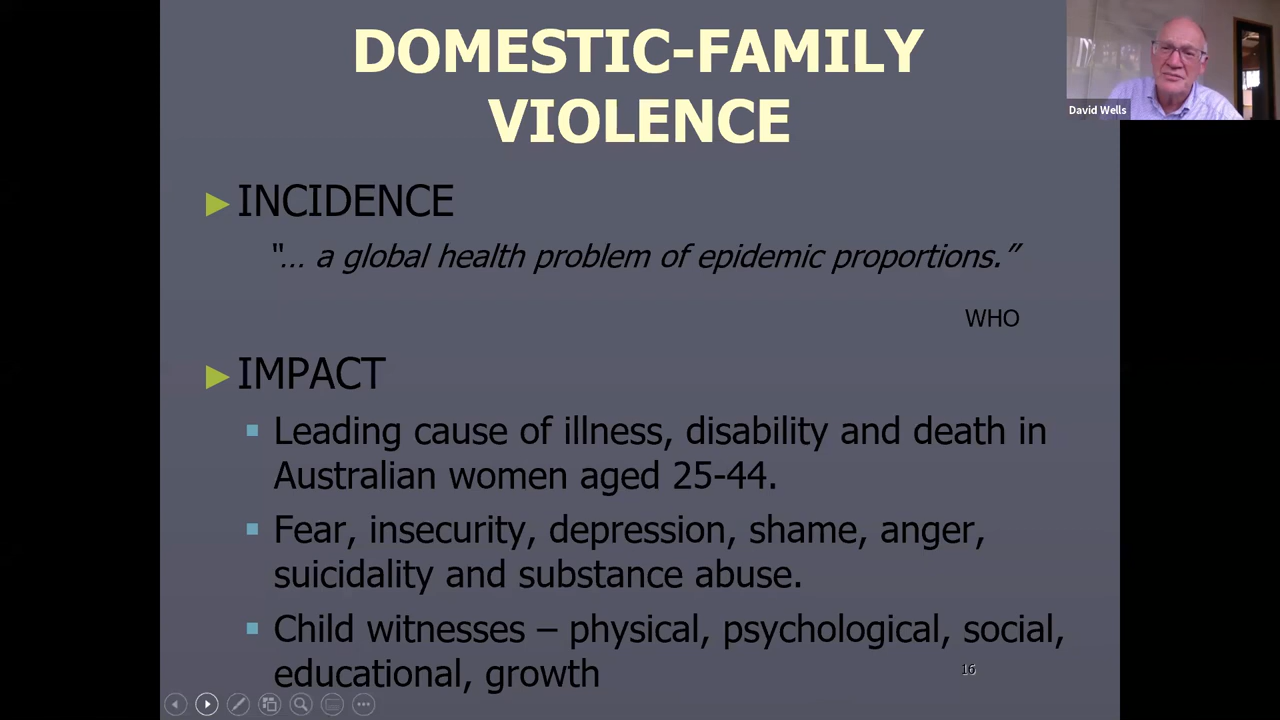 DOMESTIC-FAMILY
VIOLENCE
David Wells
INCIDENCE
"... a global health problem of epidemic proportions."
WHO
IMPACT
Leading cause of illness, disability and death in
Australian women aged 25-44.
Fear, insecurity, depression, shame, anger,
suicidality and substance abuse.
Child witnesses – physical, psychological, social,
educational, growth
16